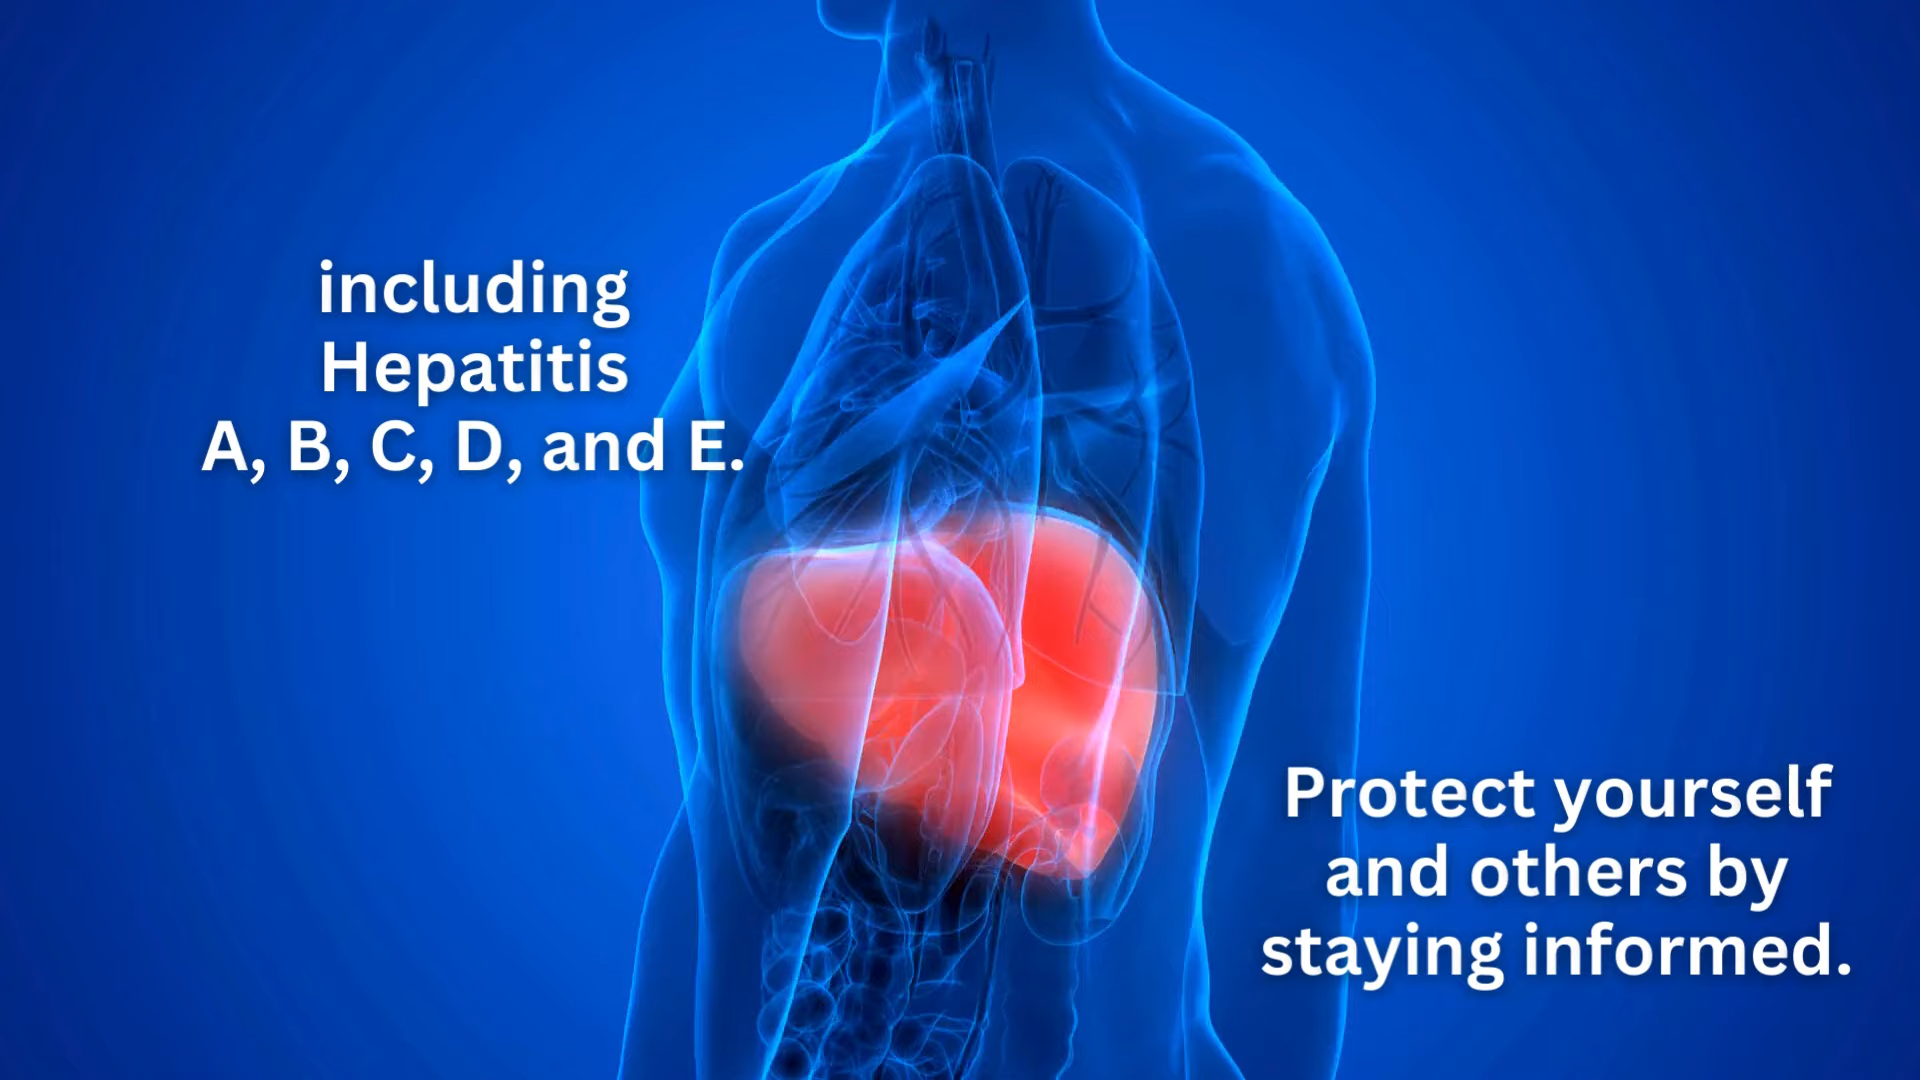 including
Hepatitis
A, B, C, D, and E.
Protect yourself
and others by
staying informed.